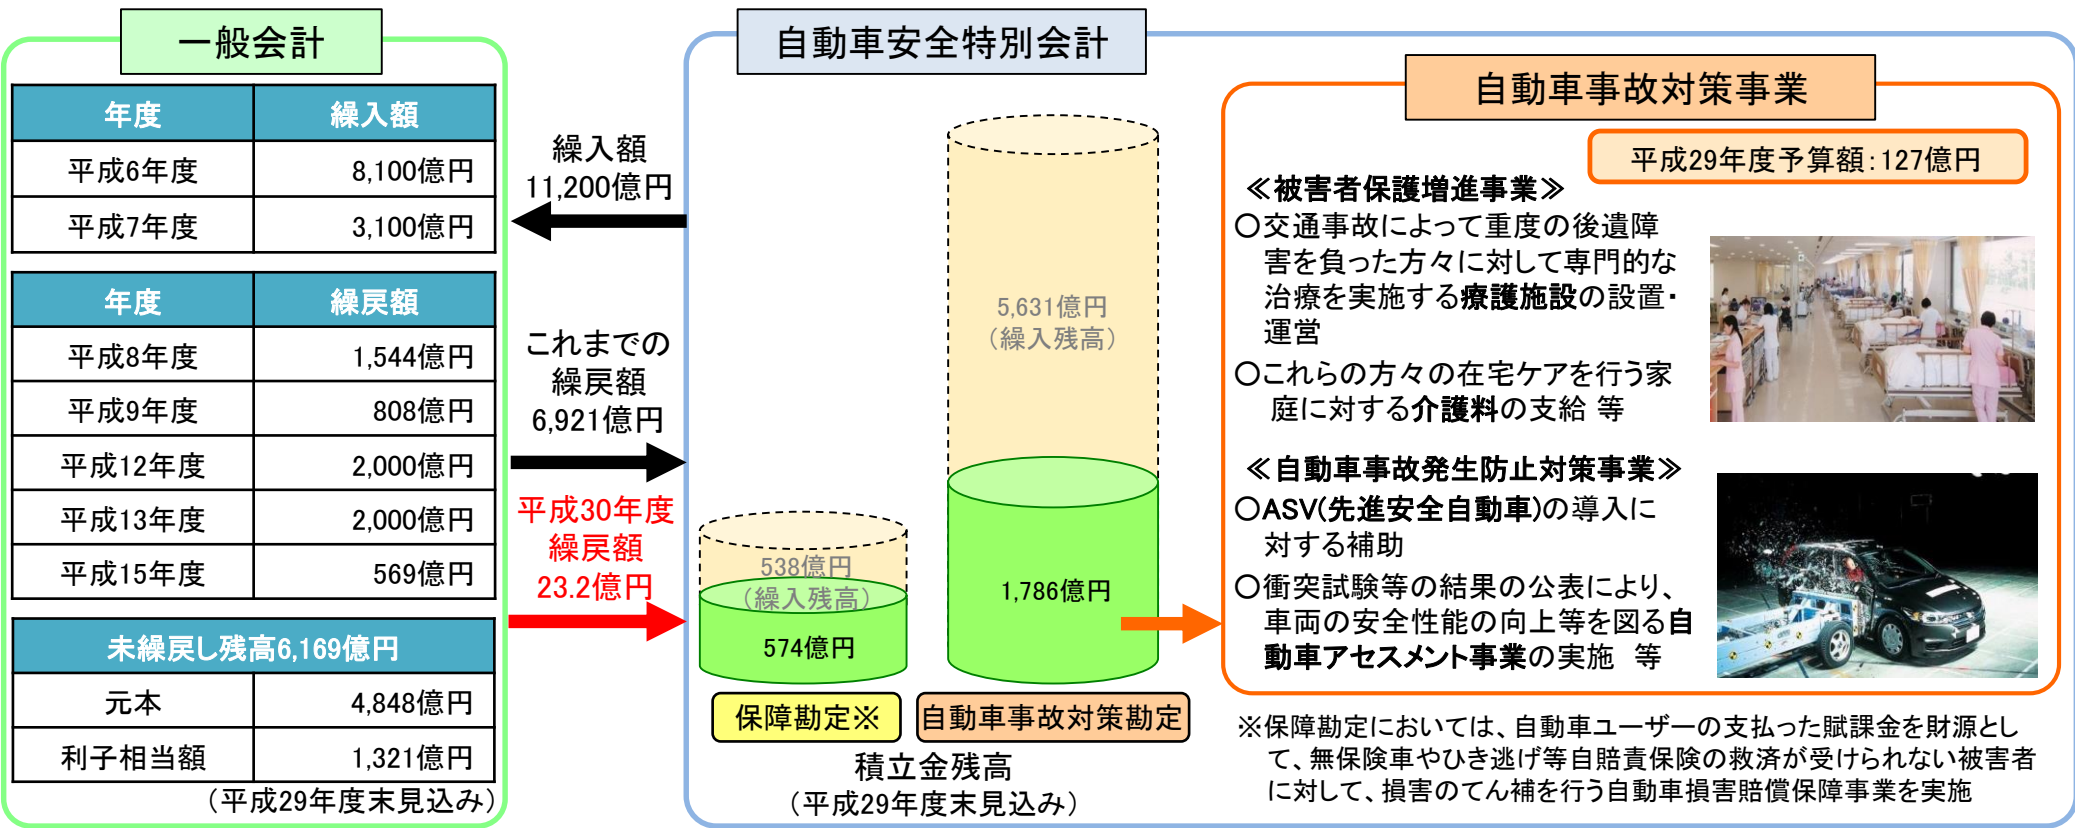 一般会計
年度 繰入額
平成6年度 8,100億円
平成7年度 3,100億円
年度 繰戻額
平成8年度 1,544億円
平成9年度 808億円
平成12年度 2,000億円
平成13年度 2,000億円
平成15年度 569億円
未繰戻し残高6,169億円
元本 4,848億円
利子相当額 1,321億円
（平成29年度末見込み）
繰入額
11,200億円
これまでの
繰戻額
6,921億円
平成30年度
繰戻額
23.2億円
自動車安全特別会計
5,631億円
（繰入残高）
538億円
（繰入残高）
574億円
1,786億円
保障勘定※
自動車事故対策勘定
積立金残高
（平成29年度末見込み）
自動車事故対策事業
平成29年度予算額：127億円
≪被害者保護増進事業≫
○交通事故によって重度の後遺障
害を負った方々に対して専門的な
治療を実施する療護施設の設置・
運営
○これらの方々の在宅ケアを行う家
庭に対する介護料の支給 等
≪自動車事故発生防止対策事業≫
○ASV(先進安全自動車)の導入に
対する補助
○衝突試験等の結果の公表により、
車両の安全性能の向上等を図る自
動車アセスメント事業の実施　等
※保障勘定においては、自動車ユーザーの支払った賦課金を財源とし
て、無保険車やひき逃げ等自賠責保険の救済が受けられない被害者
に対して、損害のてん補を行う自動車損害賠償保障事業を実施